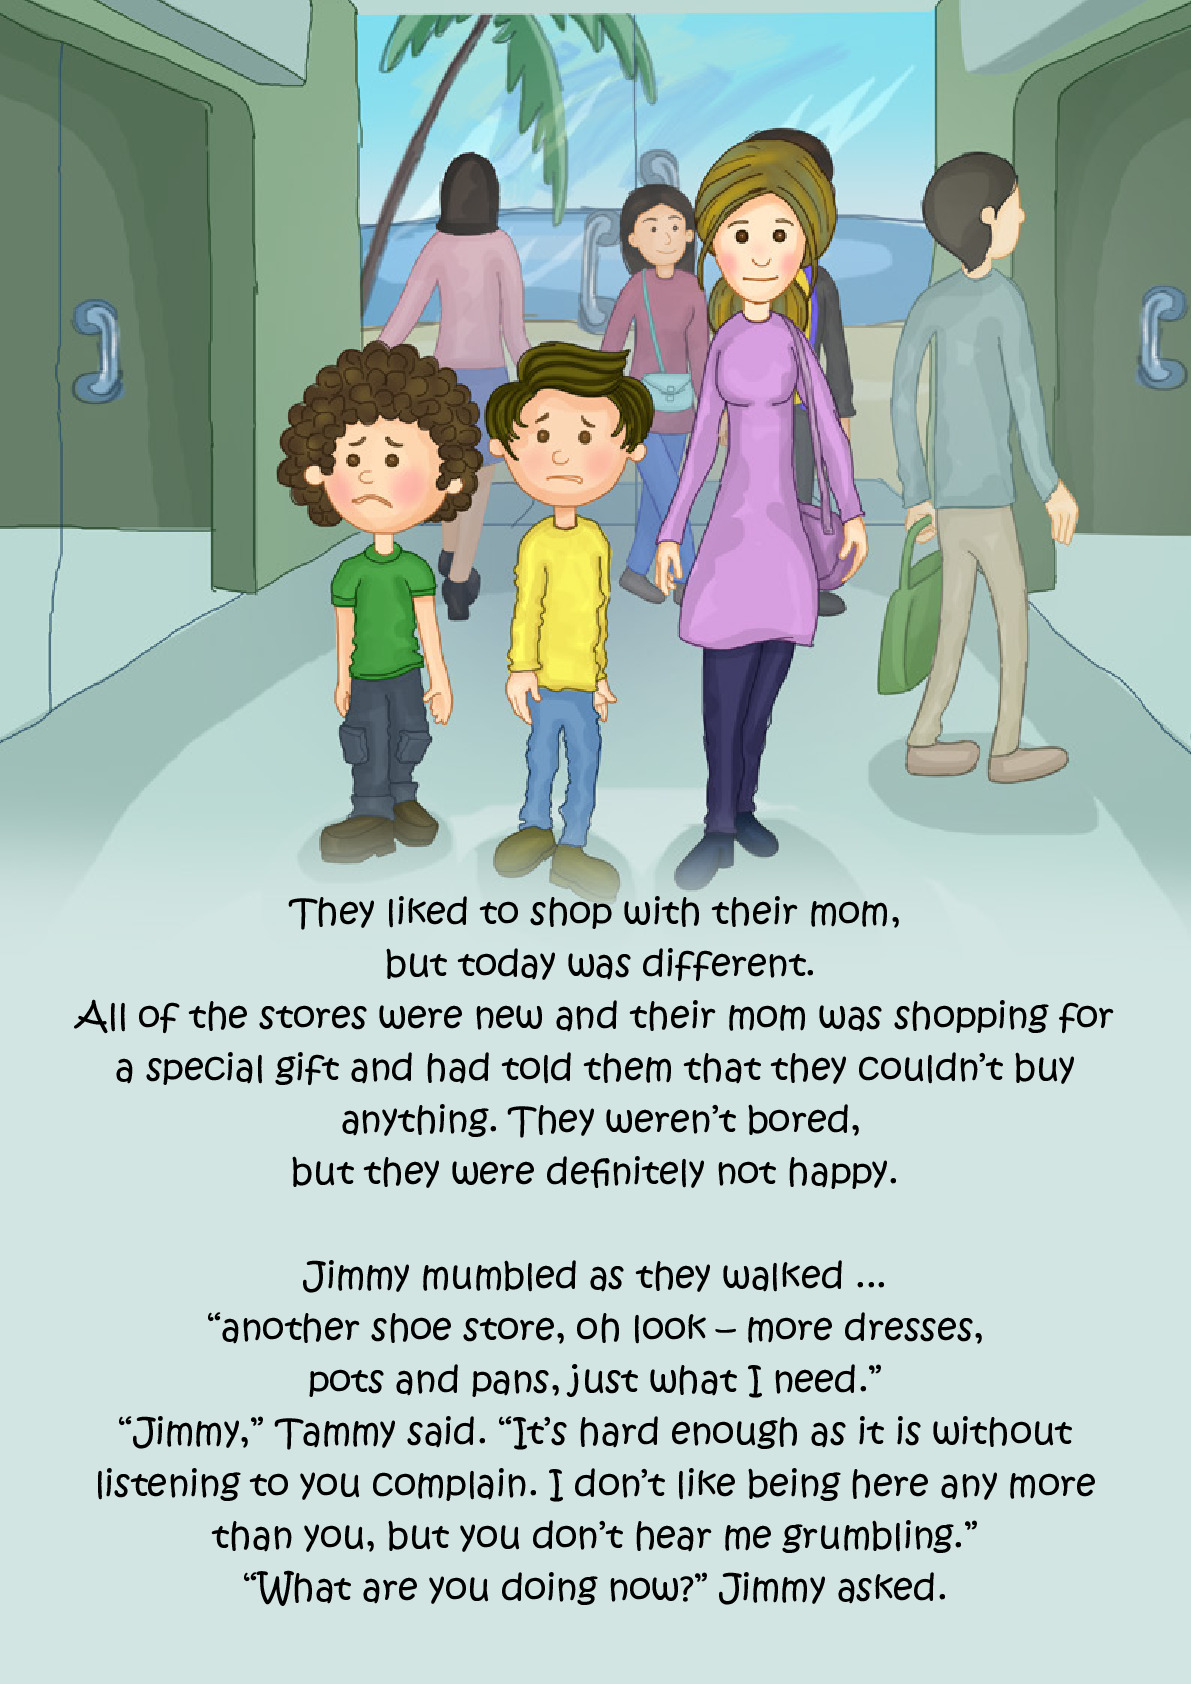 They liked to shop with their mom,
but today was different.
All of the stores were new and their mom was shopping for
a special gift and had told them that they couldn’t buy
anything. They weren’t bored,
but they were definitely not happy.
Jimmy mumbled as they walked ...
“another shoe store, oh look – more dresses,
pots and pans, just what I need.”
“Jimmy,” Tammy said. “It’s hard enough as it is without
listening to you complain. I don’t like being here any more
than you, but you don’t hear me grumbling.”
“What are you doing now?” Jimmy asked.